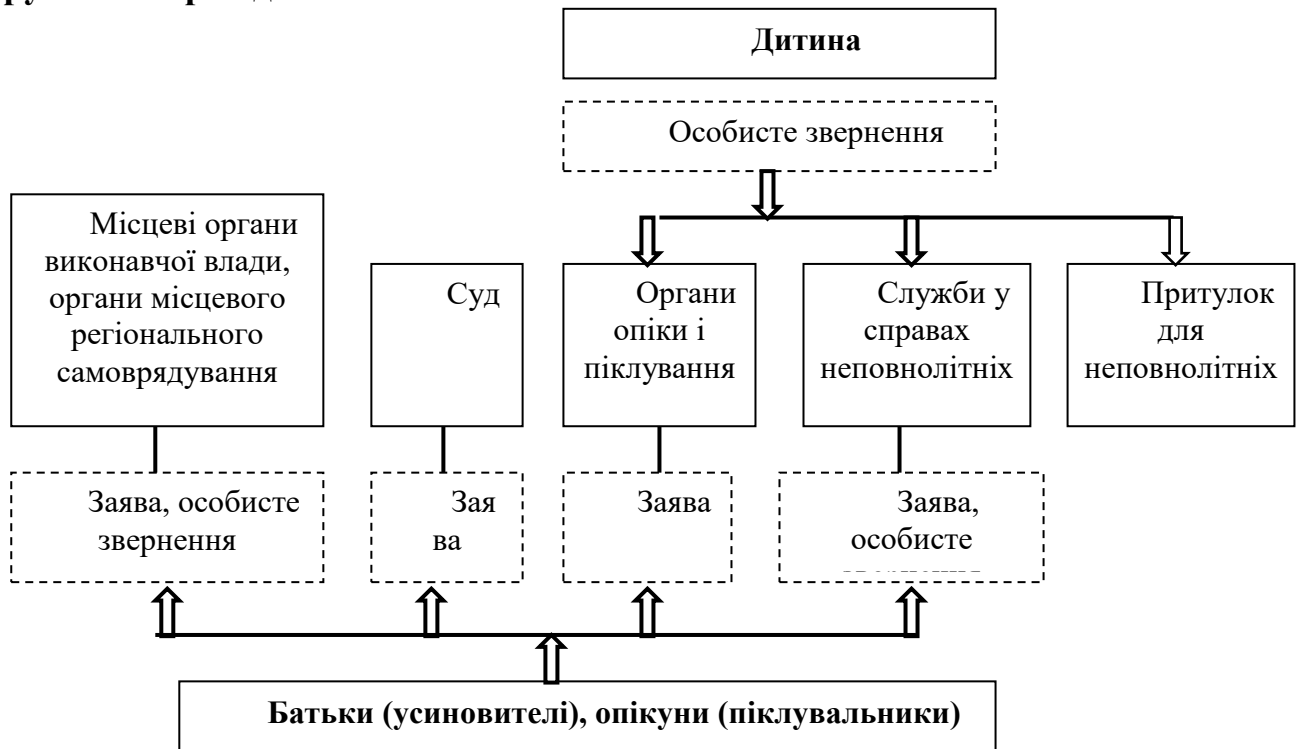 Дитина
Особисте звернення
Місцеві органи
виконавчої влади,
органи місцевого
регіонального
самоврядування
Суд
Органи
опіки і
піклування
Служби у
справах
неповнолітніх
Притулок
для
неповнолітніх
Заява, особисте
звернення
Зая
ва
Заява
Заява,
особисте
Батьки (усиновителі), опікуни (піклувальники)